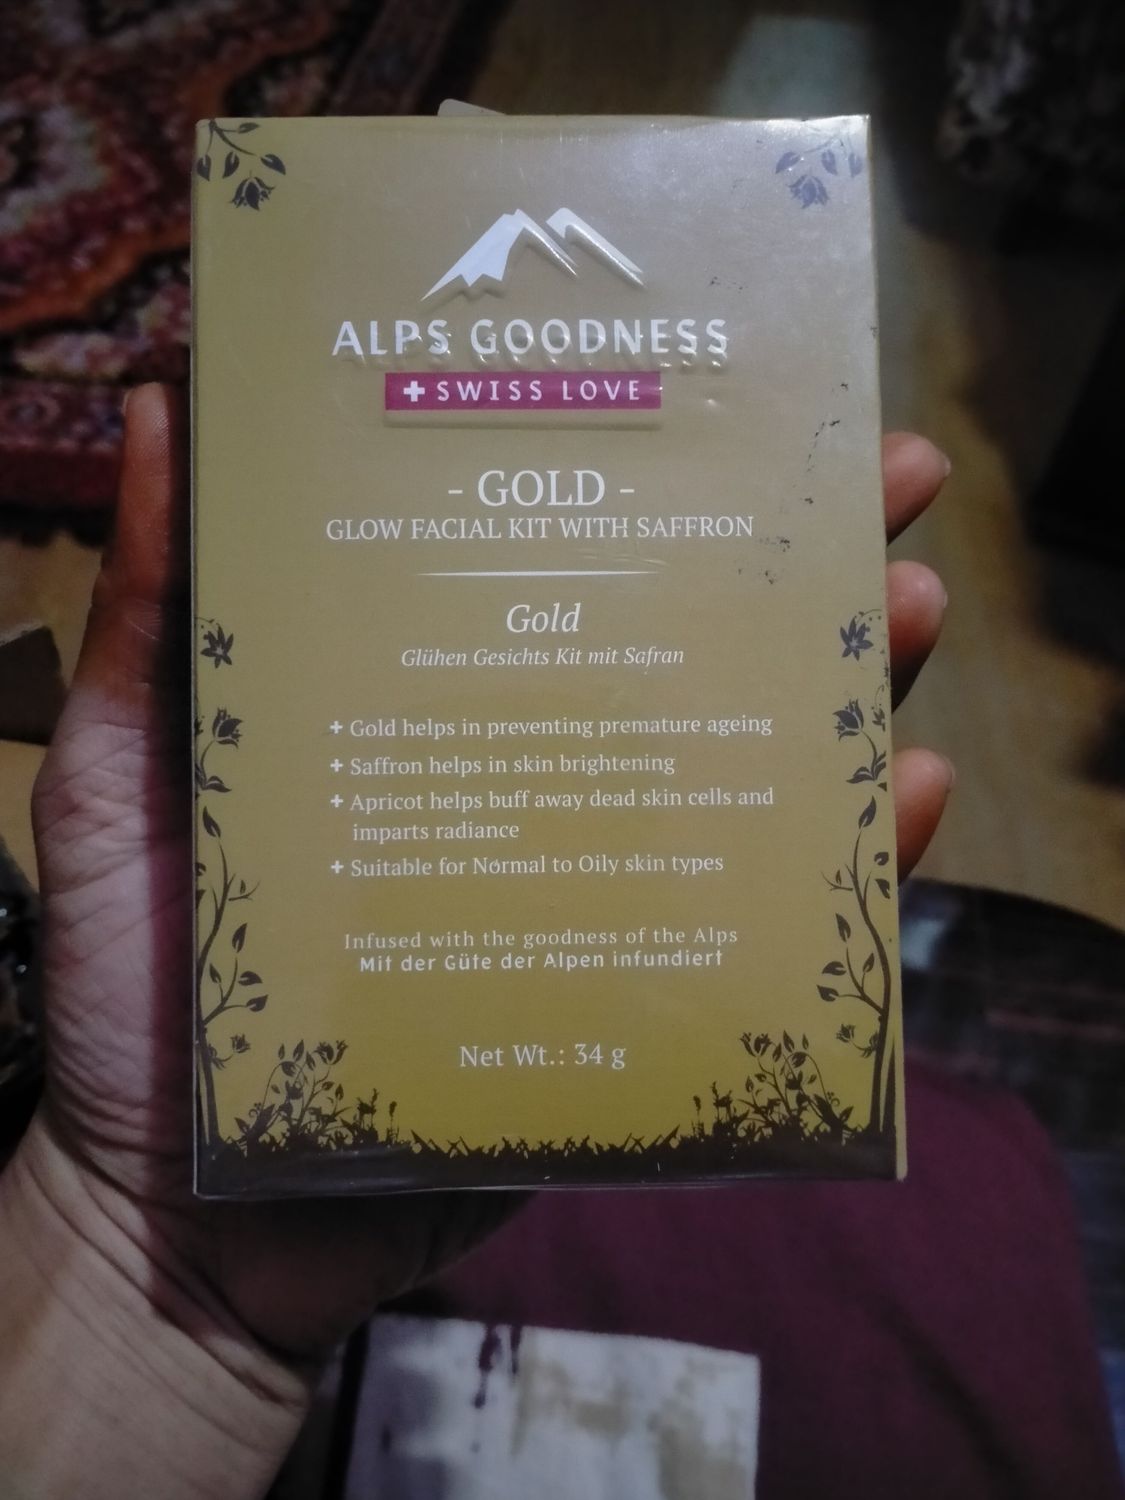 ALPS GOODNESS
+ SWISS LOVE
- GOLD -
GLOW FACIAL KIT WITH SAFFRON
Gold
Glühen Gesichts Kit mit Safran
+ Gold helps in preventing premature ageing
+ Saffron helps in skin brightening
+ Apricot helps buff away dead skin cells and
imparts radiance
+ Suitable for Normal to Oily skin types
Infused with the goodness of the Alps
Mit der Güte der Alpen infundiert
Net Wt.: 34 g